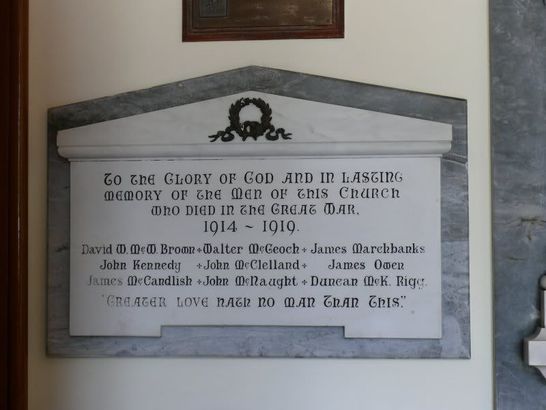 To the Glory of God and in lasting
memory of the Men of this Church
who died in the Great War.
1914 ~ 1919.
David W. McW. Brown + Walter McGeoch + James Marchbanks
John Kennedy + John McClelland + James Owen
James McCandlish + John McNaught + Duncan McK. Rigg.
"Greater love hath no man than this."